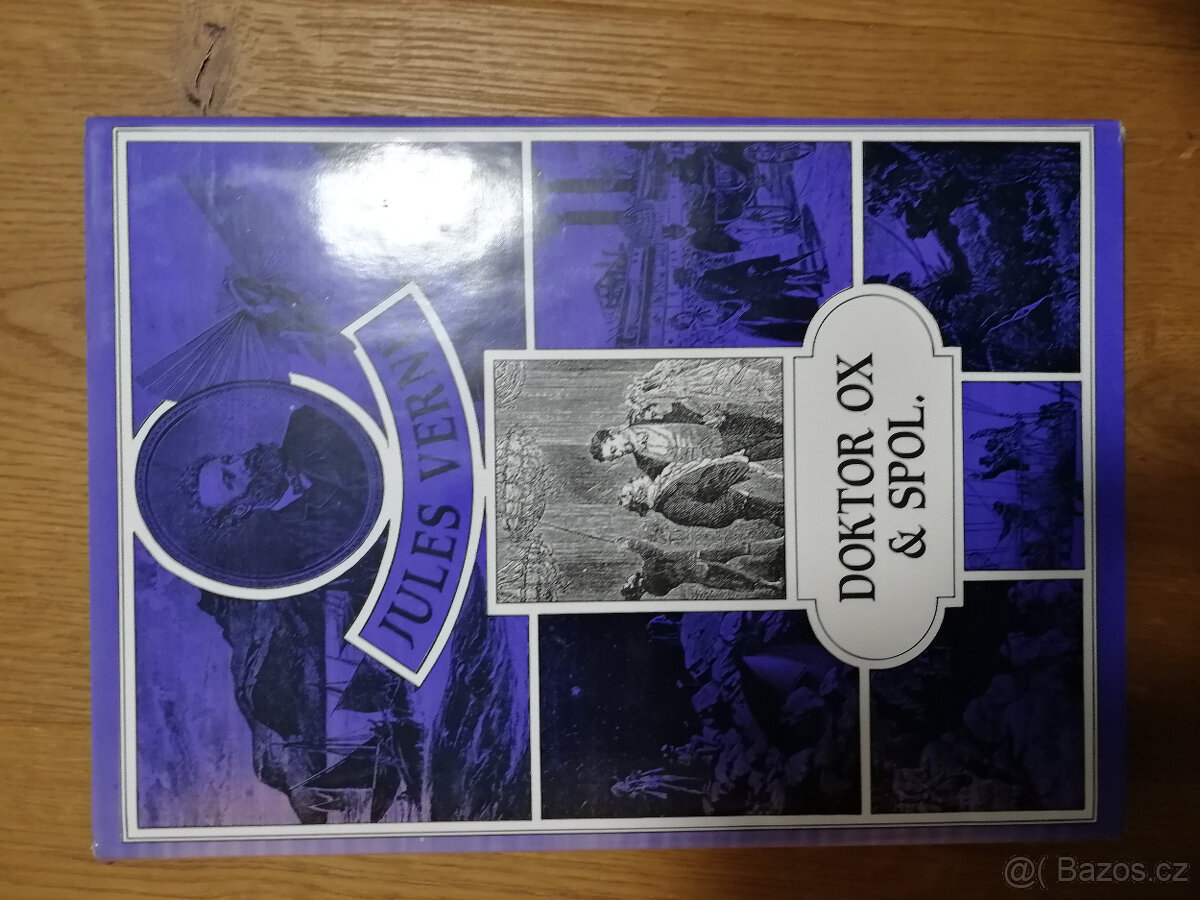 JULES VERNE
DOKTOR OX
& SPOL.
@( Bazos.cz